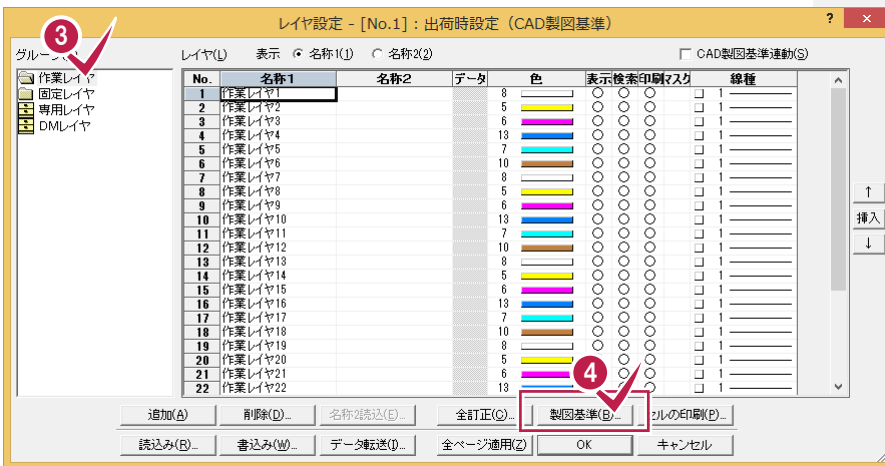 レイヤ設定 - [No.1] : 出荷時設定（CAD製図基準） ? ×
3
レイヤ(L) 表示 名称1(1) 名称2(2) CAD製図基準連動(S)
作業レイヤ
固定レイヤ
専用レイヤ
DMレイヤ
No. 名称1 名称2 データ 色 表示 検索 印刷 マスク 線種
1 作業レイヤ1 8 1
2 作業レイヤ2 5 1
3 作業レイヤ3 6 1
4 作業レイヤ4 13 1
5 作業レイヤ5 7 1
6 作業レイヤ6 10 1
7 作業レイヤ7 8 1
8 作業レイヤ8 5 1
9 作業レイヤ9 6 1
10 作業レイヤ10 13 1
11 作業レイヤ11 7 1
12 作業レイヤ12 10 1
13 作業レイヤ13 8 1
14 作業レイヤ14 5 1
15 作業レイヤ15 6 1
16 作業レイヤ16 13 1
17 作業レイヤ17 7 1
18 作業レイヤ18 10 1
19 作業レイヤ19 8 1
20 作業レイヤ20 5 1
21 作業レイヤ21 6 1
22 作業レイヤ22 13 1
↑
挿入
↓
4
追加(A) 削除(D)... 名称2読込(E)... 全訂正(C)... 製図基準(B)... セルの印刷(P)...
読込み(R)... 書込み(W)... データ転送(I)... 全ページ適用(Z) OK キャンセル